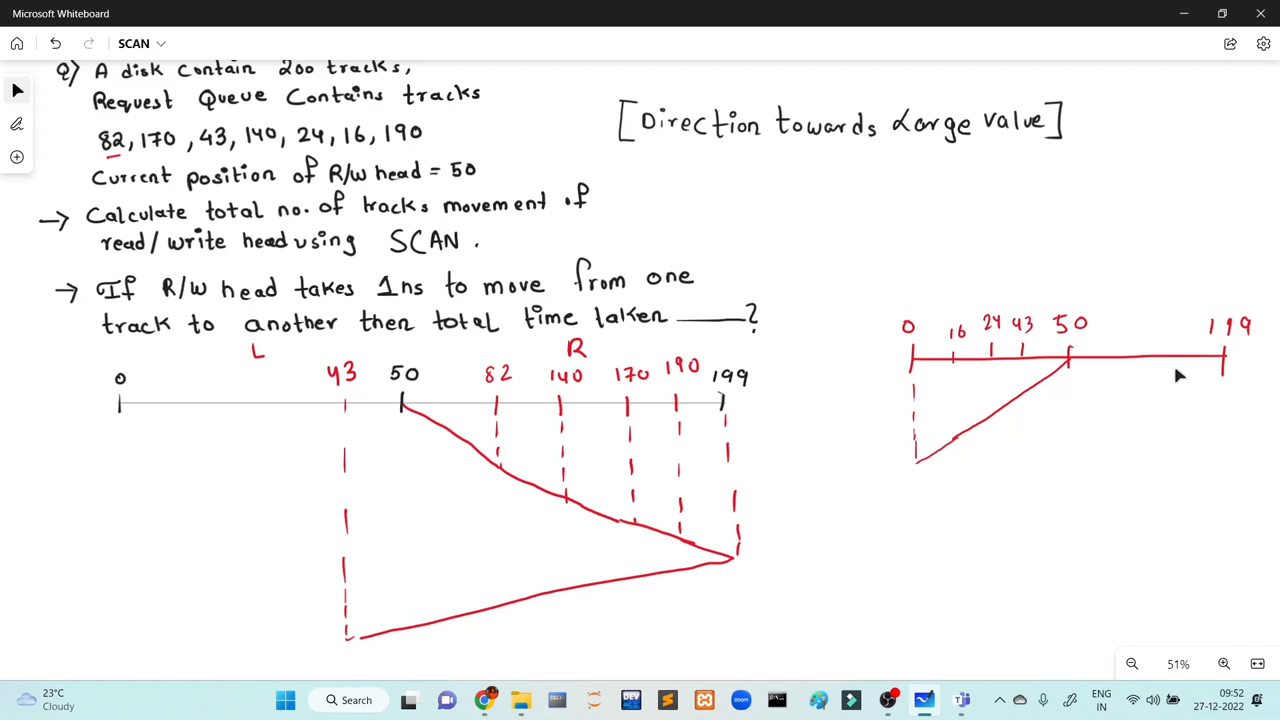 Microsoft Whiteboard
SCAN
Q) A disk contain 200 tracks,
Request Queue Contains tracks
82, 170, 43, 140, 24, 16, 190
Current position of R/W head = 50
→ Calculate total no. of tracks movement of
read/write head using SCAN.
→ If R/W head takes 1ns to move from one
track to another then total time taken ____?
[Direction towards Large value]
L R
0 43 50 82 140 170 190 199
0 16 24 43 50 199
51%
23°C
Cloudy
Search
DEV
zoom
ENG
IN
09:52
27-12-2022